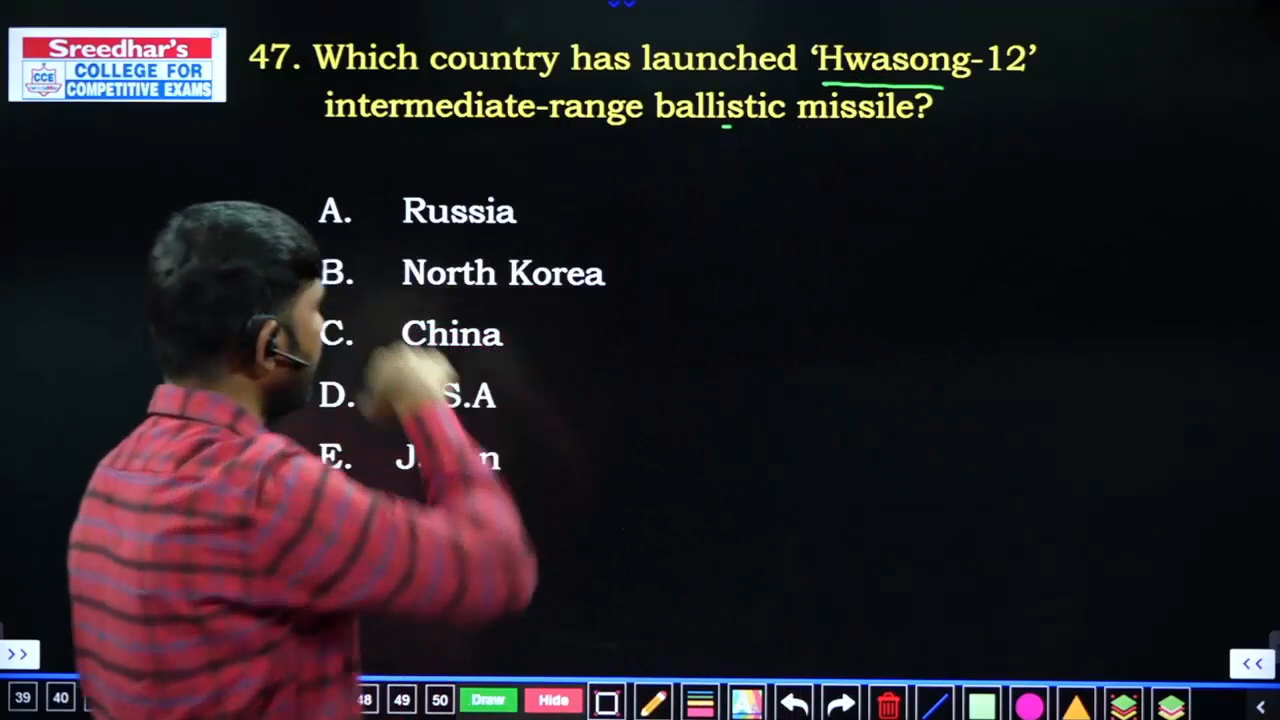 Sreedhar's
CCE
COLLEGE FOR
COMPETITIVE EXAMS
47. Which country has launched ‘Hwasong-12’
intermediate-range ballistic missile?
A. Russia
B. North Korea
C. China
D. S.A
E.
>>
<<
39 40 48 49 50 Draw Hide